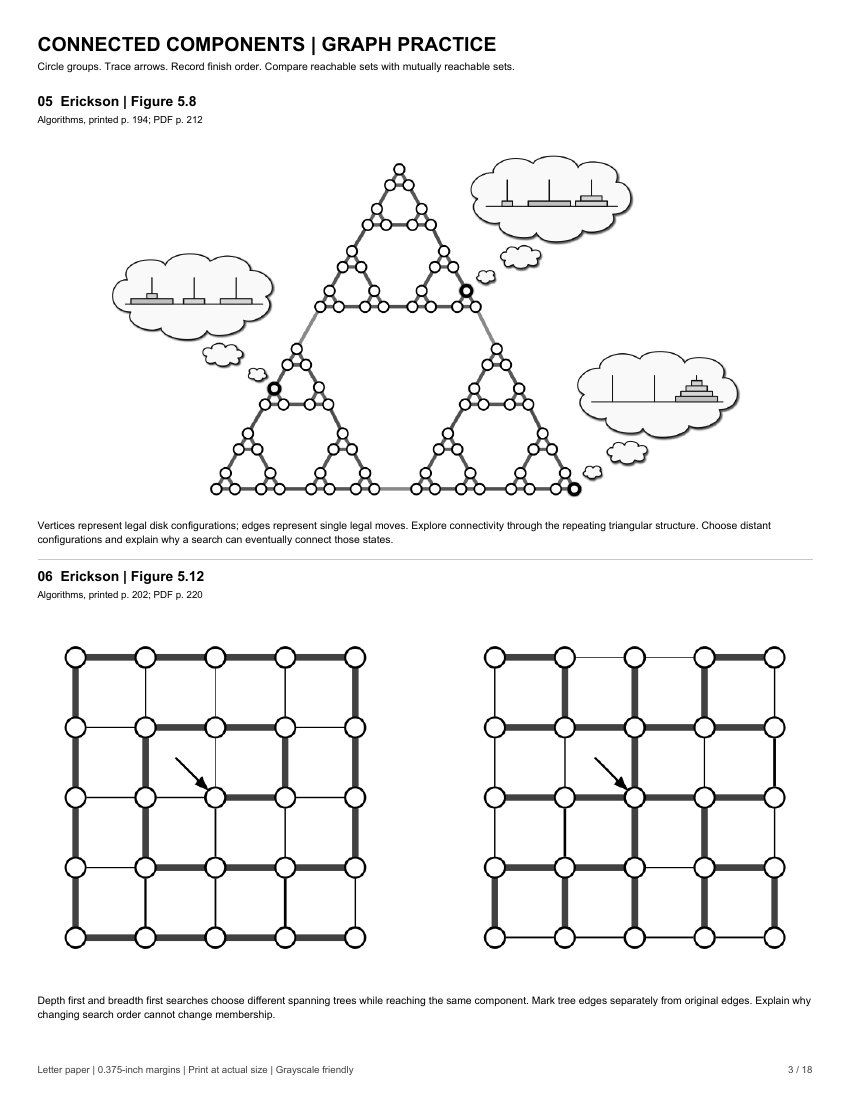 CONNECTED COMPONENTS | GRAPH PRACTICE
Circle groups. Trace arrows. Record finish order. Compare reachable sets with mutually reachable sets.
05 Erickson | Figure 5.8
Algorithms, printed p. 194; PDF p. 212
Vertices represent legal disk configurations; edges represent single legal moves. Explore connectivity through the repeating triangular structure. Choose distant
configurations and explain why a search can eventually connect those states.
06 Erickson | Figure 5.12
Algorithms, printed p. 202; PDF p. 220
Depth first and breadth first searches choose different spanning trees while reaching the same component. Mark tree edges separately from original edges. Explain why
changing search order cannot change membership.
Letter paper | 0.375-inch margins | Print at actual size | Grayscale friendly
3 / 18